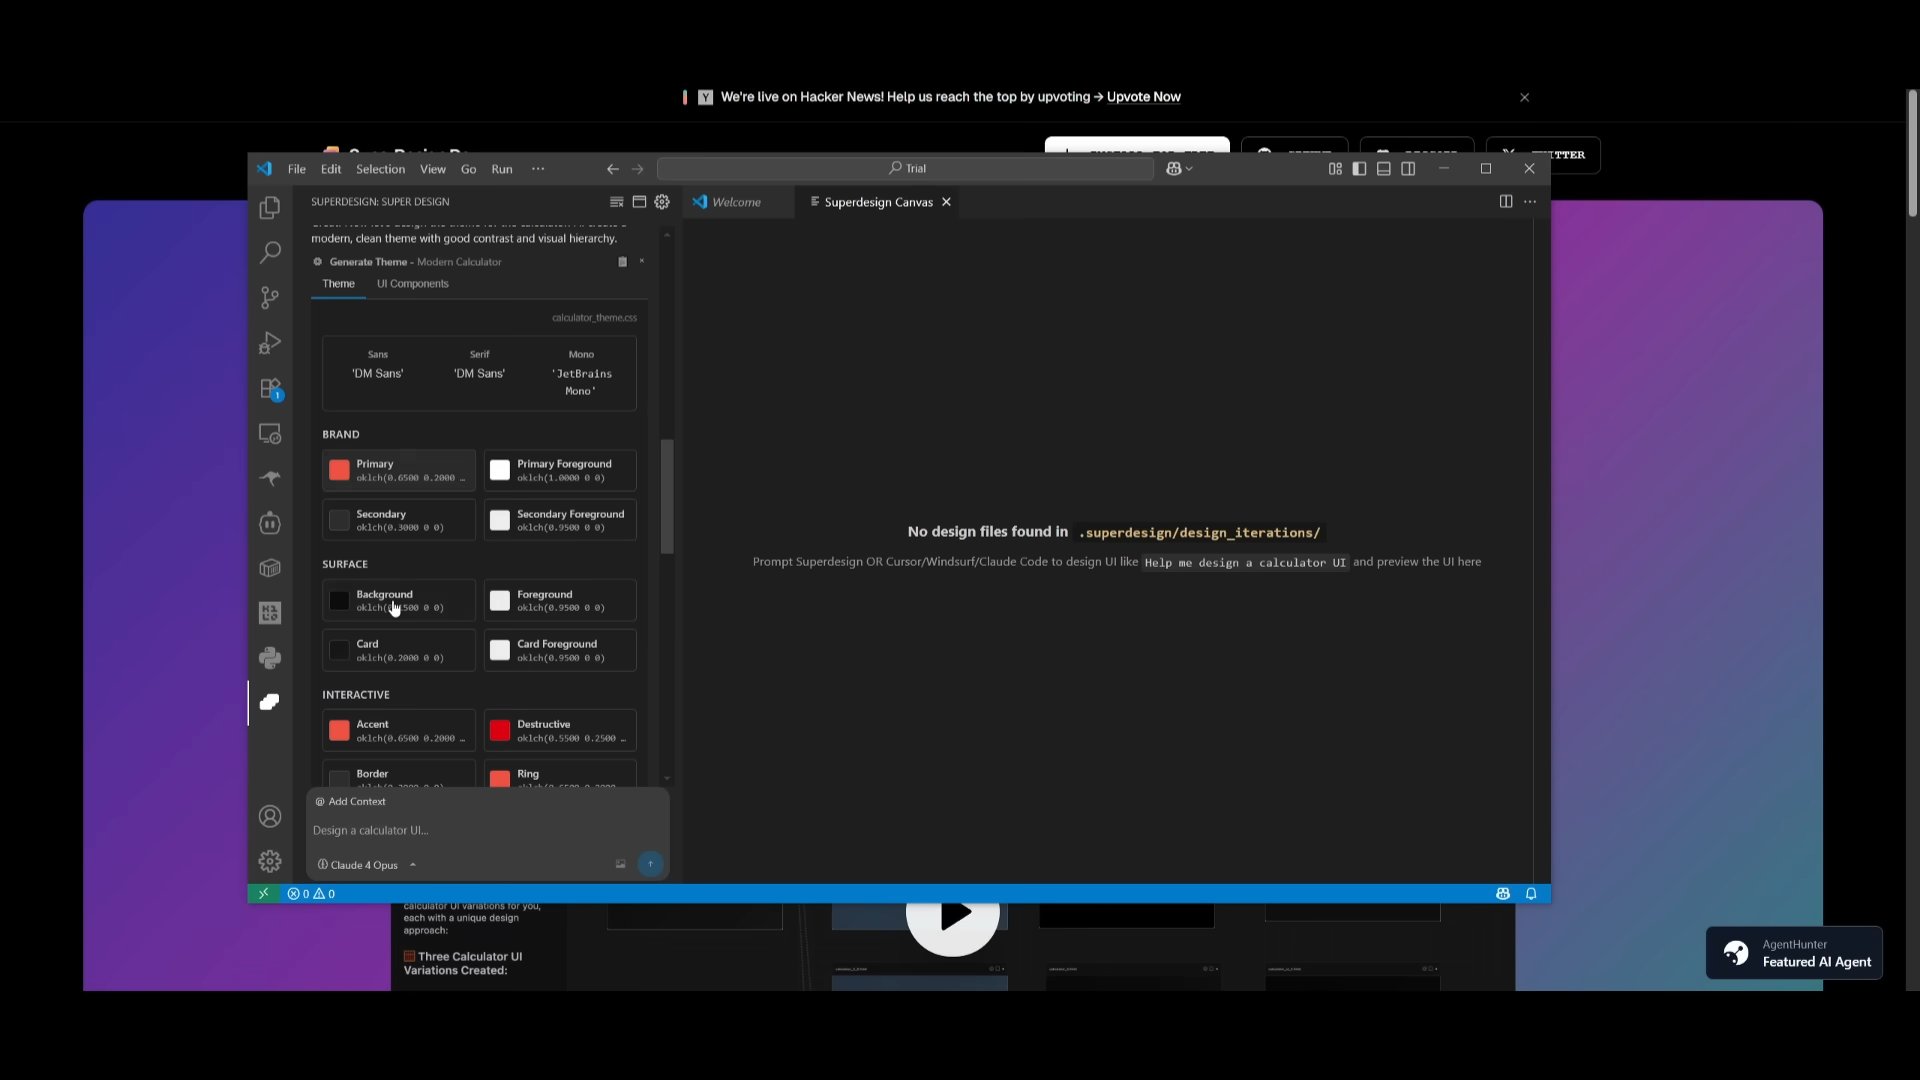 We're live on Hacker News! Help us reach the top by upvoting → Upvote Now
TWITTER
File Edit Selection View Go Run ···
Trial
SUPERDESIGN: SUPER DESIGN
Welcome
Superdesign Canvas
modern, clean theme with good contrast and visual hierarchy.
Generate Theme - Modern Calculator
Theme UI Components
calculator_theme.css
Sans Serif Mono
'DM Sans' 'DM Sans' 'JetBrains
Mono'
BRAND
Primary
oklch(0.6500 0.2000 …
Primary Foreground
oklch(1.0000 0 0)
Secondary
oklch(0.3000 0 0)
Secondary Foreground
oklch(0.9500 0 0)
SURFACE
Background
Foreground
oklch(0.9500 0 0)
Card
oklch(0.2000 0 0)
Card Foreground
oklch(0.9500 0 0)
INTERACTIVE
Accent
oklch(0.6500 0.2000 …
Destructive
oklch(0.5500 0.2500 …
Border
Ring
@ Add Context
Design a calculator UI...
Claude 4 Opus
0 0
1
No design files found in .superdesign/design_iterations/
Prompt Superdesign OR Cursor/Windsurf/Claude Code to design UI like Help me design a calculator UI and preview the UI here
calculator UI variations for you,
each with a unique design
approach:
Three Calculator UI
Variations Created:
AgentHunter
Featured AI Agent